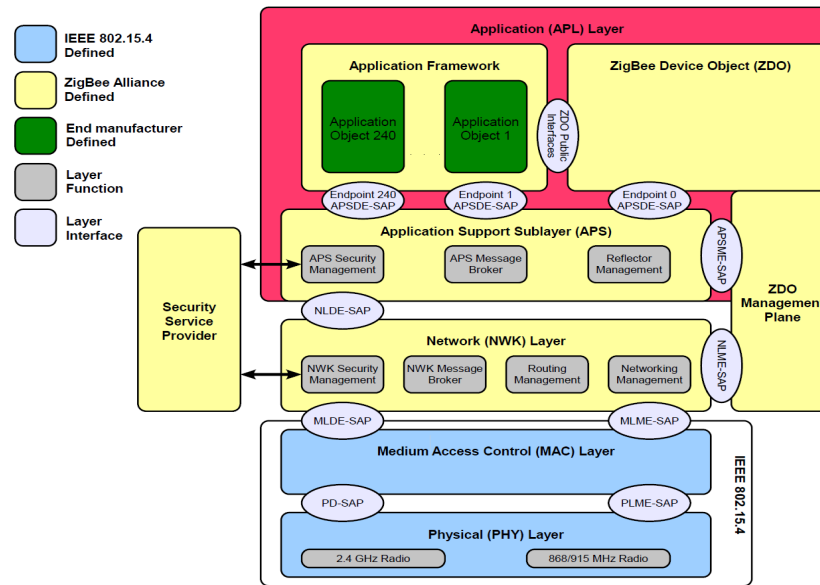 IEEE 802.15.4
Defined
ZigBee Alliance
Defined
End manufacturer
Defined
Layer
Function
Layer
Interface
Application (APL) Layer
Application Framework
ZigBee Device Object (ZDO)
Application
Object 240
. . .
Application
Object 1
ZDO Public
Interfaces
Endpoint 240
APSDE-SAP
Endpoint 1
APSDE-SAP
Endpoint 0
APSDE-SAP
Application Support Sublayer (APS)
APS Security
Management
APS Message
Broker
Reflector
Management
APSME-SAP
Security
Service
Provider
ZDO
Management
Plane
NLDE-SAP
Network (NWK) Layer
NWK Security
Management
NWK Message
Broker
Routing
Management
Networking
Management
NLME-SAP
MLDE-SAP
MLME-SAP
Medium Access Control (MAC) Layer
PD-SAP
PLME-SAP
IEEE 802.15.4
Physical (PHY) Layer
2.4 GHz Radio
868/915 MHz Radio